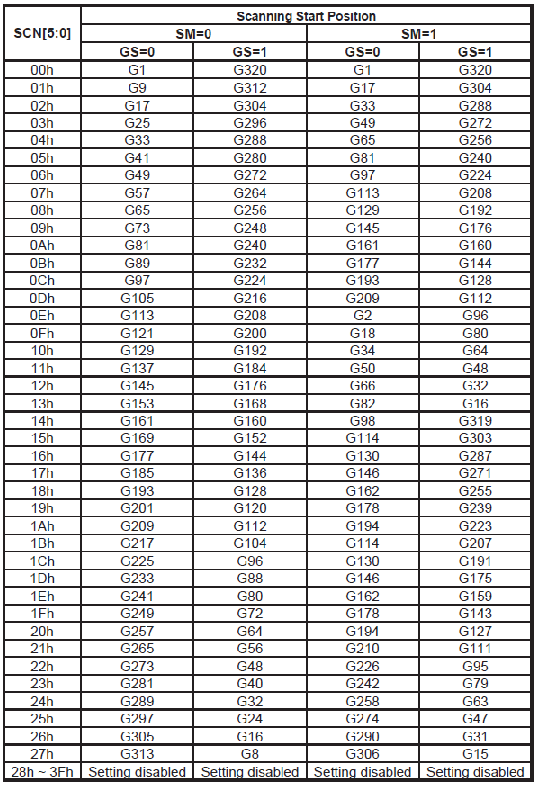 SCN[5:0] Scanning Start Position
SM=0 SM=1
GS=0 GS=1 GS=0 GS=1
00h G1 G320 G1 G320
01h G9 G312 G17 G304
02h G17 G304 G33 G288
03h G25 G296 G49 G272
04h G33 G288 G65 G256
05h G41 G280 G81 G240
06h G49 G272 G97 G224
07h G57 G264 G113 G208
08h G65 G256 G129 G192
09h G73 G248 G145 G176
0Ah G81 G240 G161 G160
0Bh G89 G232 G177 G144
0Ch G97 G224 G193 G128
0Dh G105 G216 G209 G112
0Eh G113 G208 G2 G96
0Fh G121 G200 G18 G80
10h G129 G192 G34 G64
11h G137 G184 G50 G48
12h G145 G176 G66 G32
13h G153 G168 G82 G16
14h G161 G160 G98 G319
15h G169 G152 G114 G303
16h G177 G144 G130 G287
17h G185 G136 G146 G271
18h G193 G128 G162 G255
19h G201 G120 G178 G239
1Ah G209 G112 G194 G223
1Bh G217 G104 G114 G207
1Ch G225 G96 G130 G191
1Dh G233 G88 G146 G175
1Eh G241 G80 G162 G159
1Fh G249 G72 G178 G143
20h G257 G64 G194 G127
21h G265 G56 G210 G111
22h G273 G48 G226 G95
23h G281 G40 G242 G79
24h G289 G32 G258 G63
25h G297 G24 G274 G47
26h G305 G16 G290 G31
27h G313 G8 G306 G15
28h ~ 3Fh Setting disabled Setting disabled Setting disabled Setting disabled